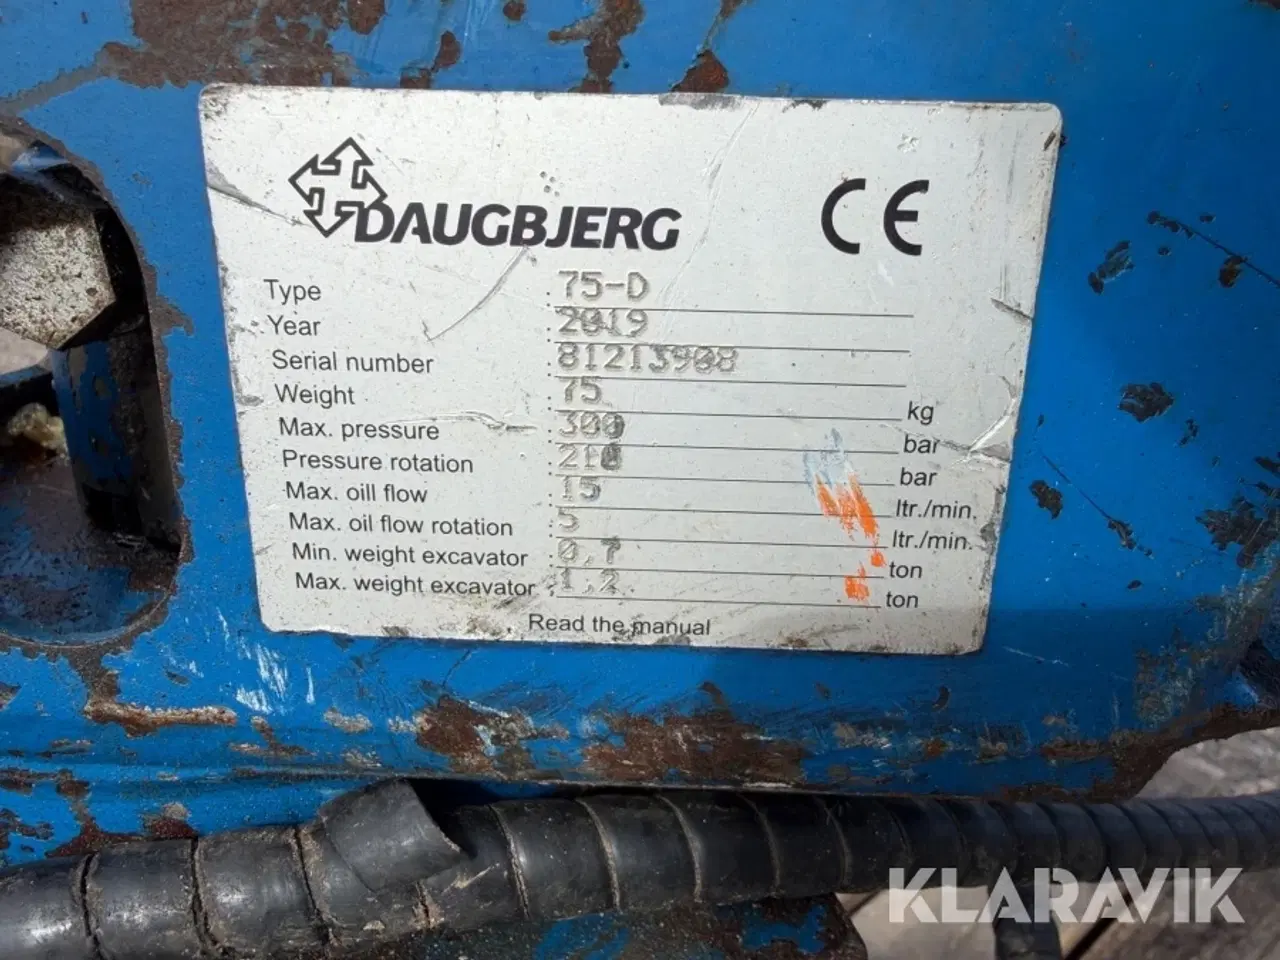 DAUGBJERG CE
Type : 75-D
Year : 2019
Serial number : 81213908
Weight : 75 kg
Max. pressure : 300 bar
Pressure rotation : 210 bar
Max. oill flow : 15 ltr./min.
Max. oil flow rotation : 5 ltr./min.
Min. weight excavator : 0,7 ton
Max. weight excavator : 1,2 ton
Read the manual
KLARAVIK